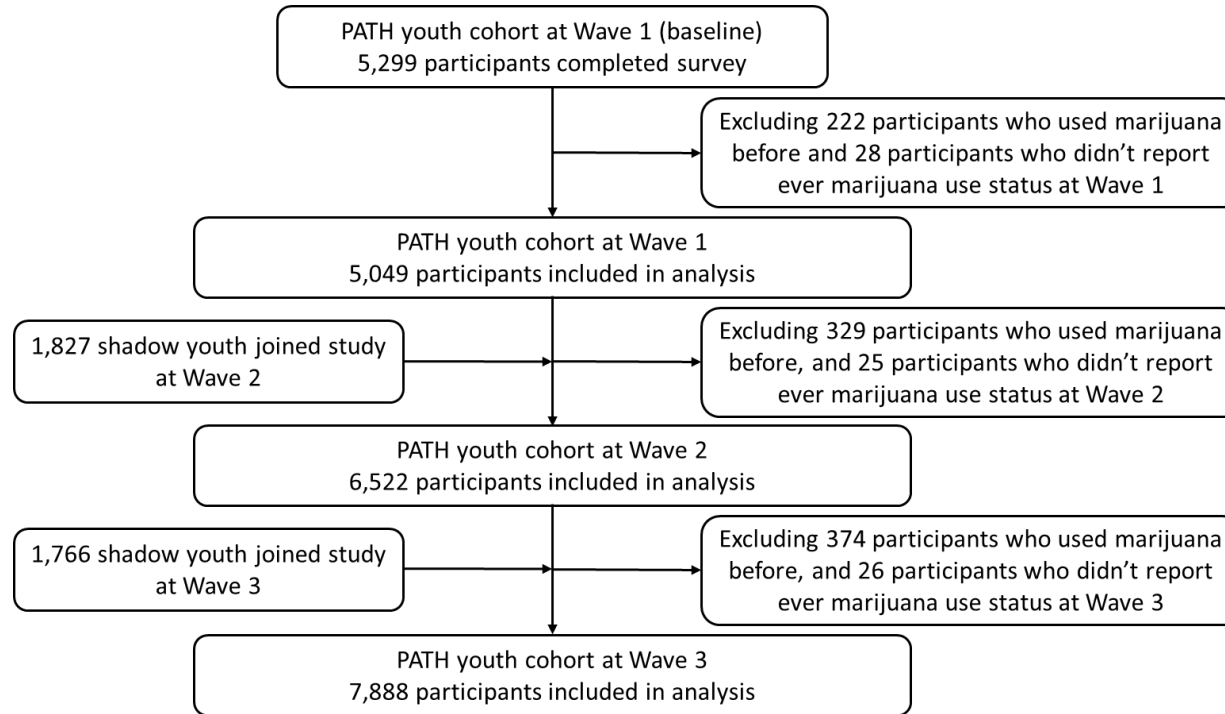 PATH youth cohort at Wave 1 (baseline)
5,299 participants completed survey
Excluding 222 participants who used marijuana
before and 28 participants who didn't report
ever marijuana use status at Wave 1
PATH youth cohort at Wave 1
5,049 participants included in analysis
1,827 shadow youth joined study
at Wave 2
Excluding 329 participants who used marijuana
before, and 25 participants who didn't report
ever marijuana use status at Wave 2
PATH youth cohort at Wave 2
6,522 participants included in analysis
1,766 shadow youth joined study
at Wave 3
Excluding 374 participants who used marijuana
before, and 26 participants who didn't report
ever marijuana use status at Wave 3
PATH youth cohort at Wave 3
7,888 participants included in analysis